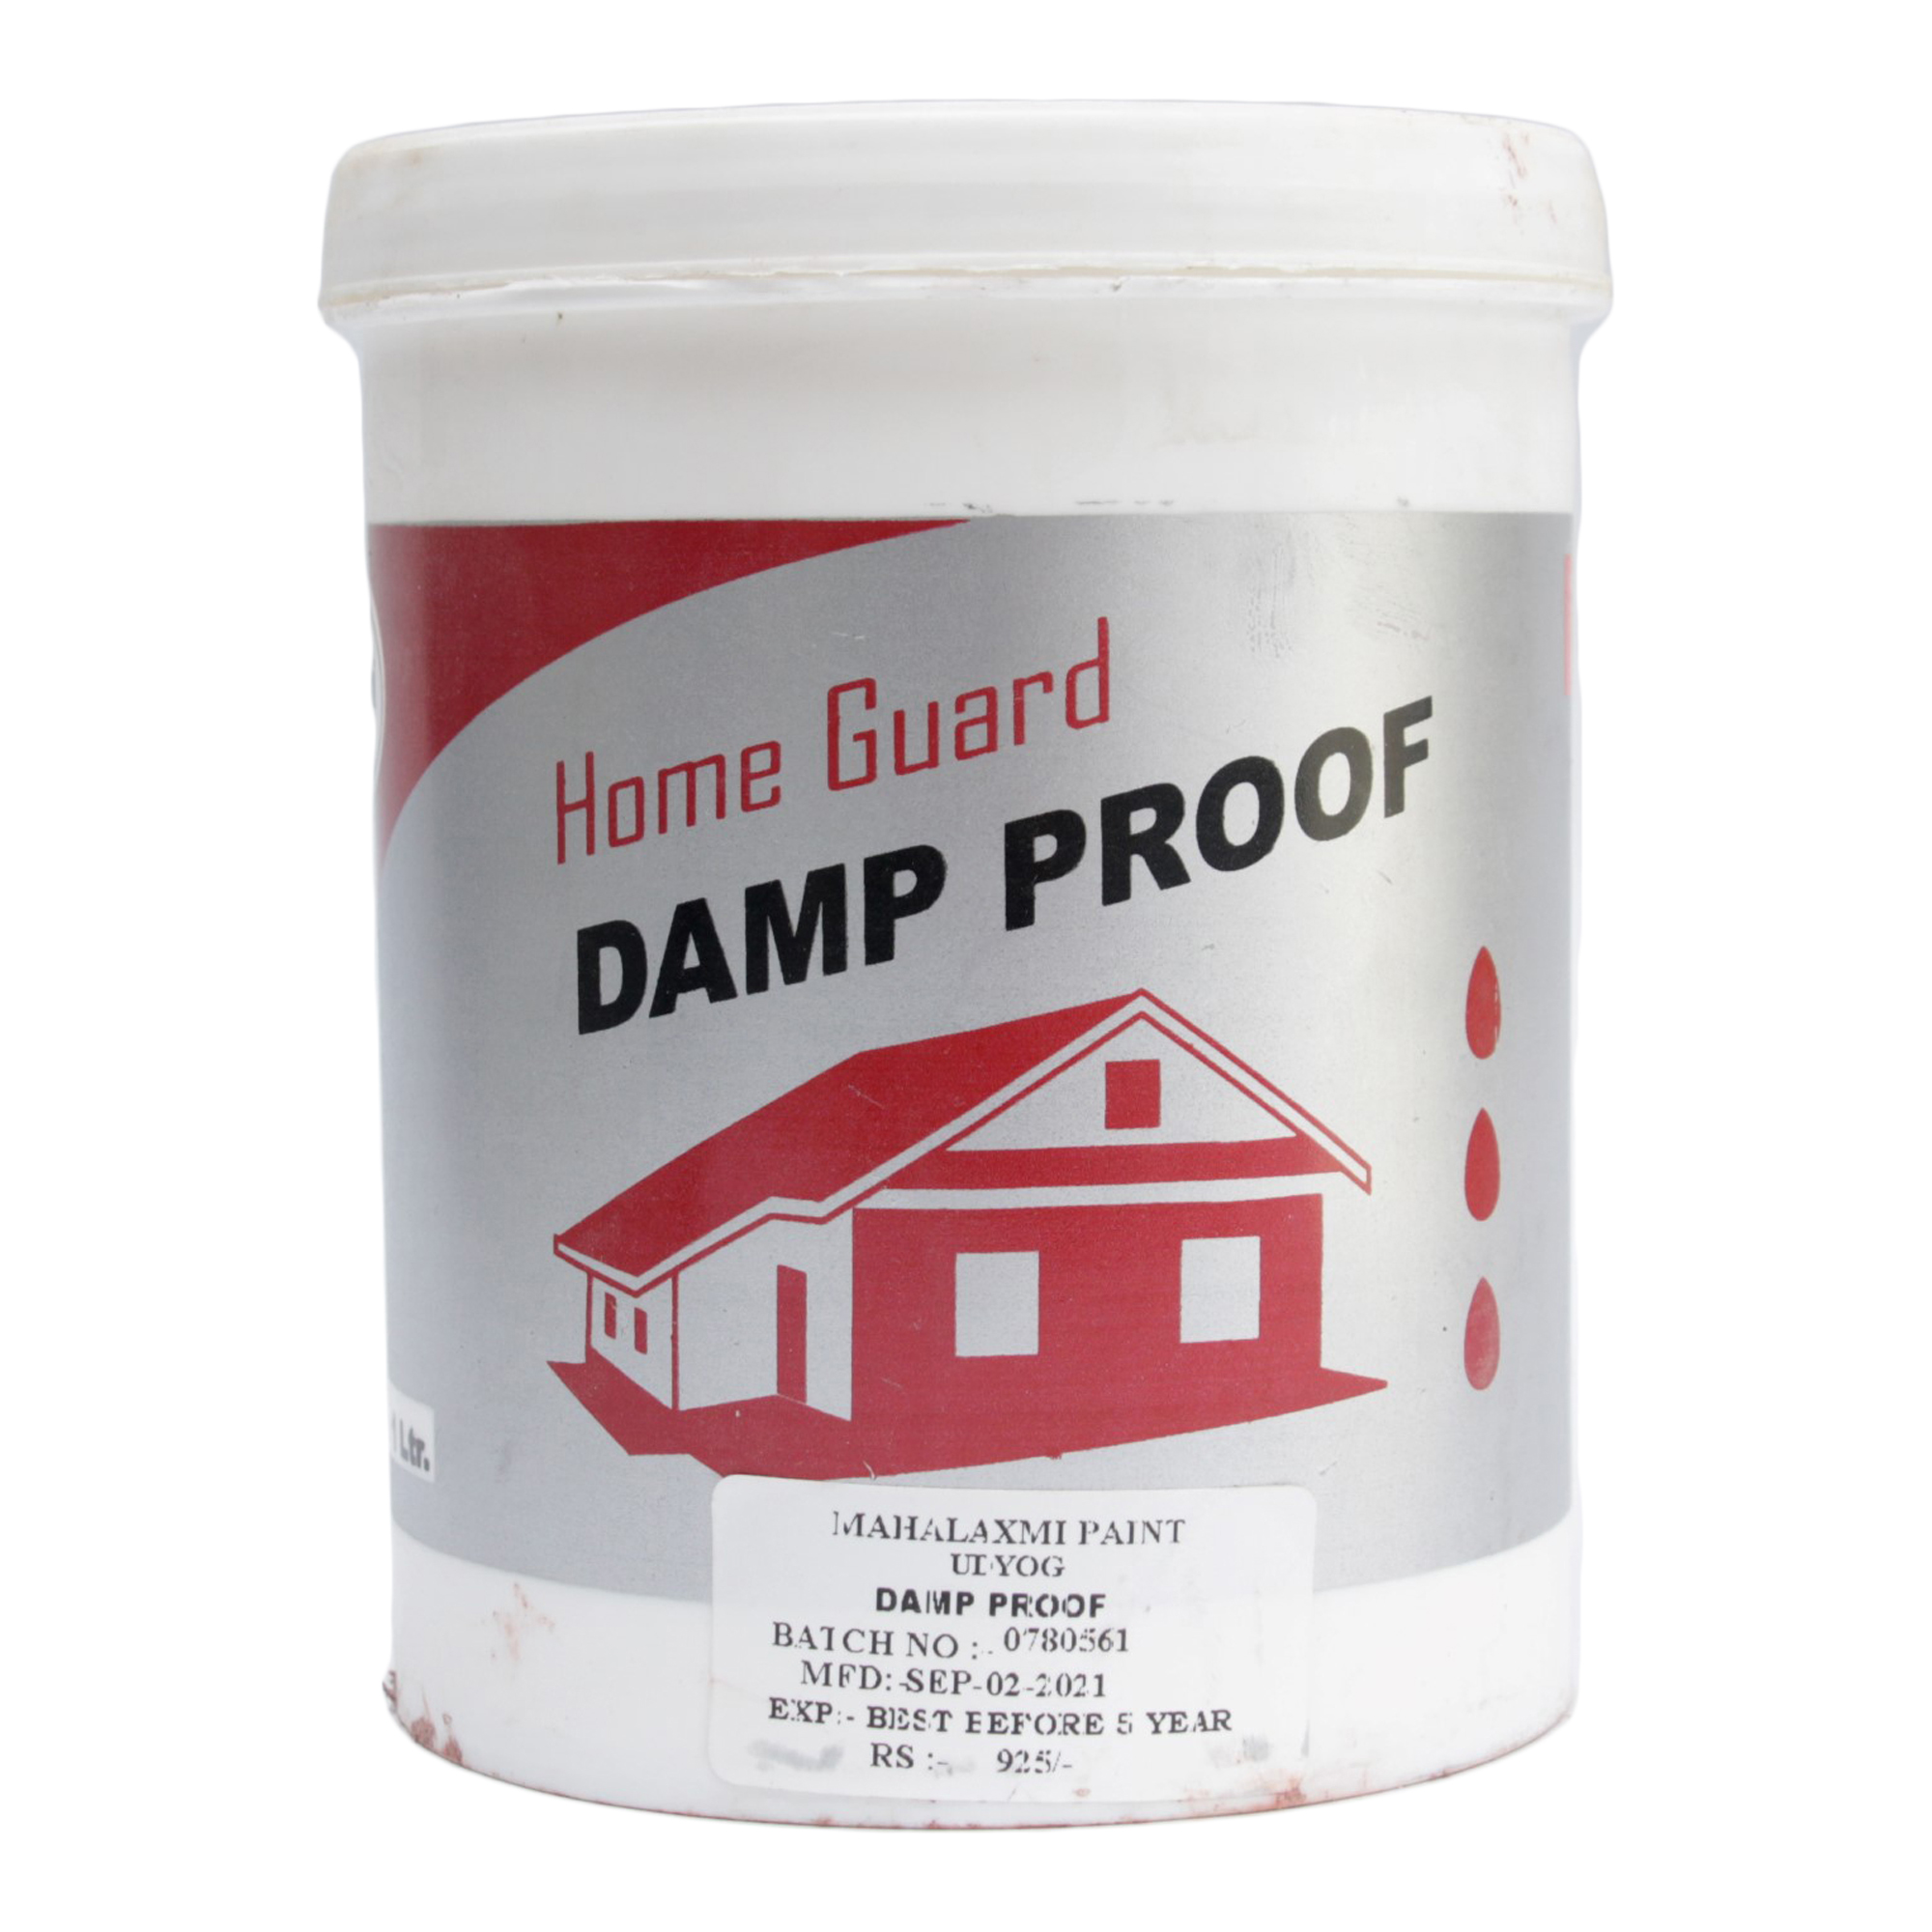 Home Guard
DAMP PROOF
1 Ltr.
MAHALAXMI PAINT
UDYOG
DAMP PROOF
BATCH NO :- 0780561
MFD:-SEP-02-2021
EXP:- BEST BEFORE 5 YEAR
RS :- 925/-